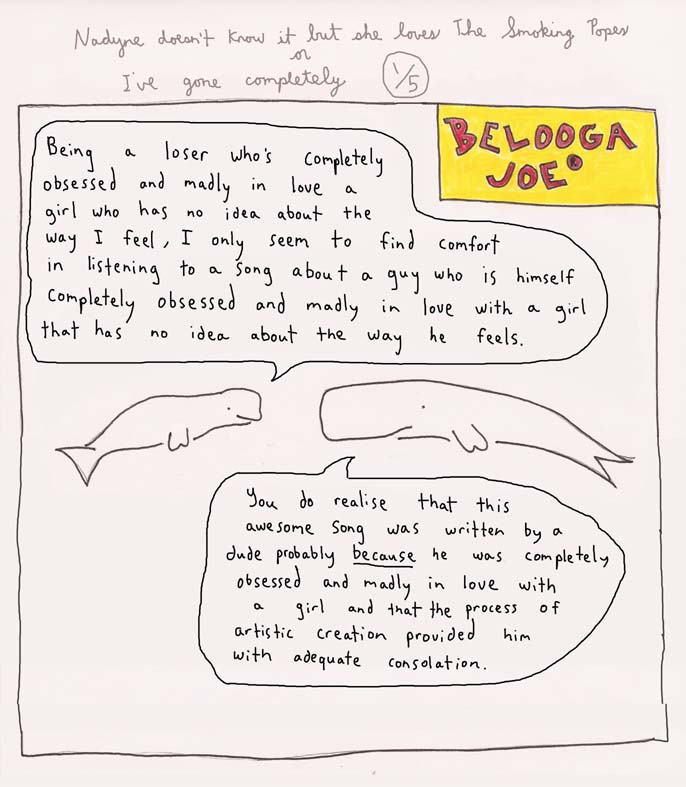 Nadyne doesn't know it but she loves The Smoking Popes
or
I've gone completely 1/5
BELOOGA
JOE®
Being a loser who's completely
obsessed and madly in love a
girl who has no idea about the
way I feel, I only seem to find comfort
in listening to a song about a guy who is himself
completely obsessed and madly in love with a girl
that has no idea about the way he feels.
You do realise that this
awesome song was written by a
dude probably because he was completely
obsessed and madly in love with
a girl and that the process of
artistic creation provided him
with adequate consolation.